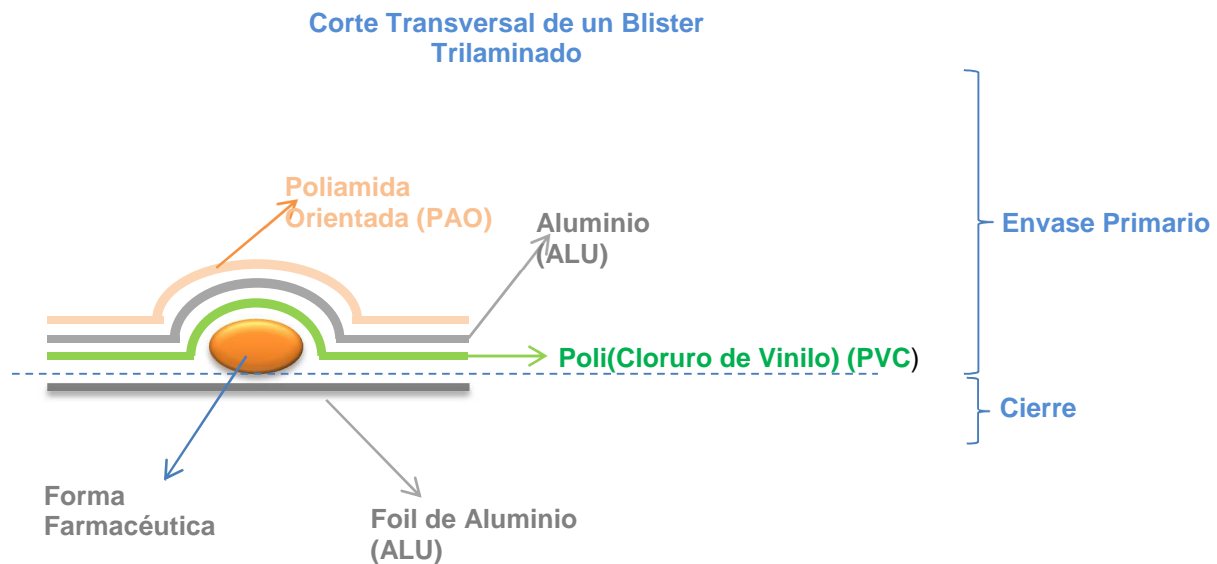 Corte Transversal de un Blister
Trilaminado
Poliamida
Orientada (PAO)
Aluminio
(ALU)
Envase Primario
Poli(Cloruro de Vinilo) (PVC)
Cierre
Forma
Farmacéutica
Foil de Aluminio
(ALU)